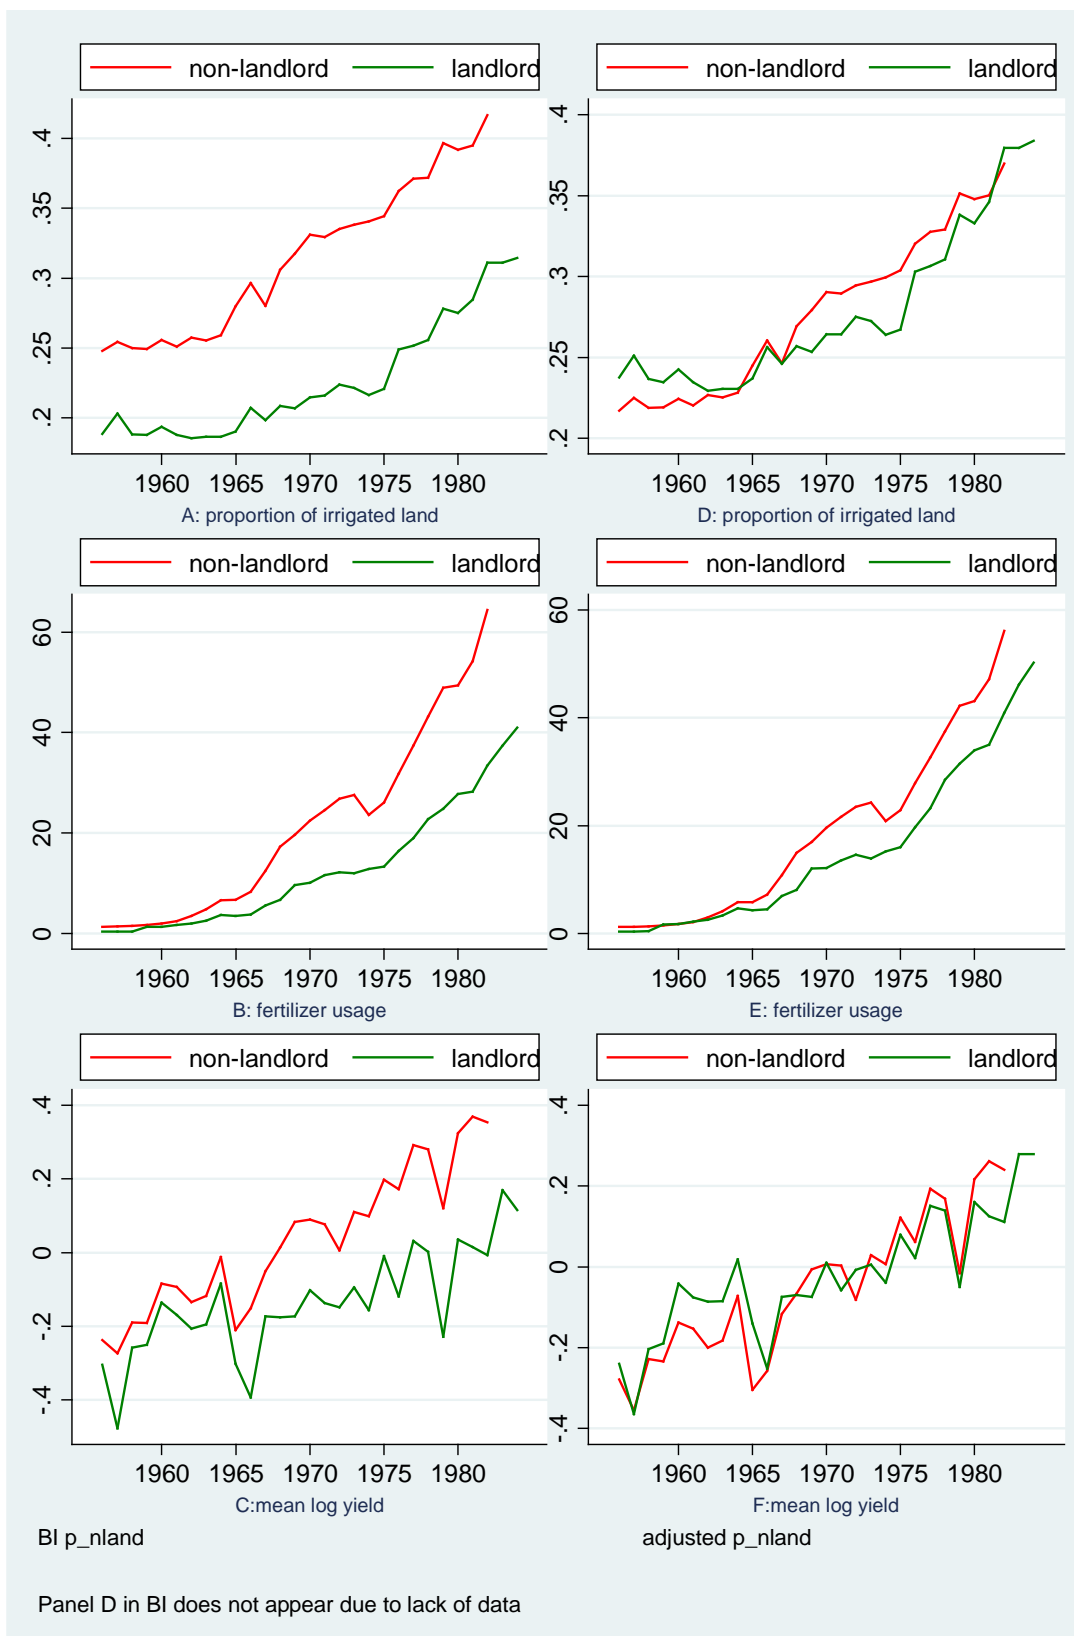 non-landlord landlord
.4
.35
.3
.25
.2
1960 1965 1970 1975 1980
A: proportion of irrigated land
non-landlord landlord
.4
.35
.3
.25
.2
1960 1965 1970 1975 1980
D: proportion of irrigated land
non-landlord landlord
60
40
20
0
1960 1965 1970 1975 1980
B: fertilizer usage
non-landlord landlord
60
40
20
0
1960 1965 1970 1975 1980
E: fertilizer usage
non-landlord landlord
.4
.2
0
-.2
-.4
1960 1965 1970 1975 1980
C:mean log yield
non-landlord landlord
.4
.2
0
-.2
-.4
1960 1965 1970 1975 1980
F:mean log yield
BI p_nland
adjusted p_nland
Panel D in BI does not appear due to lack of data